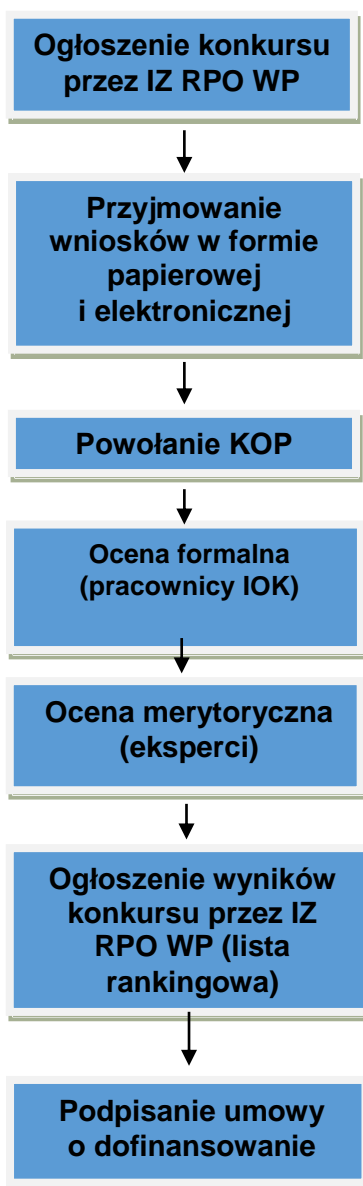 Ogłoszenie konkursu
przez IZ RPO WP
Przyjmowanie
wniosków w formie
papierowej
i elektronicznej
Powołanie KOP
Ocena formalna
(pracownicy IOK)
Ocena merytoryczna
(eksperci)
Ogłoszenie wyników
konkursu przez IZ
RPO WP (lista
rankingowa)
Podpisanie umowy
o dofinansowanie